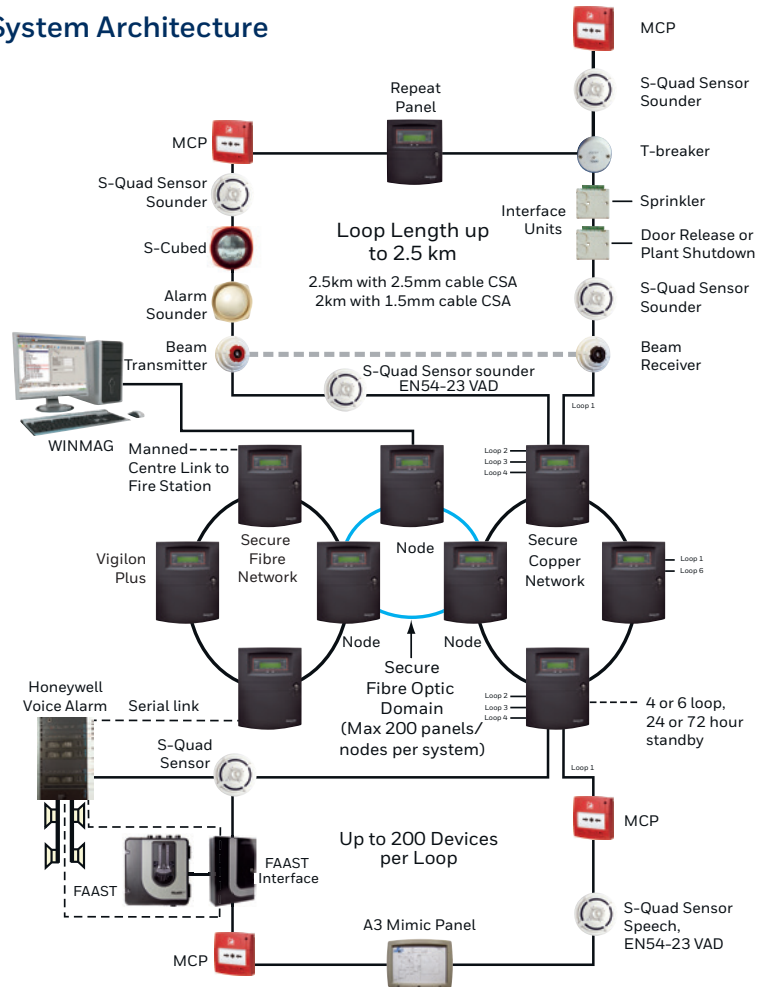 System Architecture
MCP
S-Quad Sensor
Sounder
Repeat
Panel
MCP
T-breaker
S-Quad Sensor
Sounder
Interface
Units
Sprinkler
Loop Length up
to 2.5 km
S-Cubed
Door Release or
Plant Shutdown
2.5km with 2.5mm cable CSA
2km with 1.5mm cable CSA
Alarm
Sounder
S-Quad Sensor
Sounder
Beam
Transmitter
Beam
Receiver
S-Quad Sensor sounder
EN54-23 VAD
Loop 1
WINMAG
Manned
Centre Link to
Fire Station
Loop 2
Loop 3
Loop 4
Vigilon
Plus
Secure
Fibre
Network
Node
Secure
Copper
Network
Loop 1
Loop 6
Node
Node
Secure
Fibre Optic
Domain
(Max 200 panels/
nodes per system)
Honeywell
Voice Alarm
Serial link
Loop 2
Loop 3
Loop 4
4 or 6 loop,
24 or 72 hour
standby
S-Quad
Sensor
Loop 1
MCP
Up to 200 Devices
per Loop
FAAST
FAAST
Interface
S-Quad Sensor
Speech,
EN54-23 VAD
A3 Mimic Panel
MCP